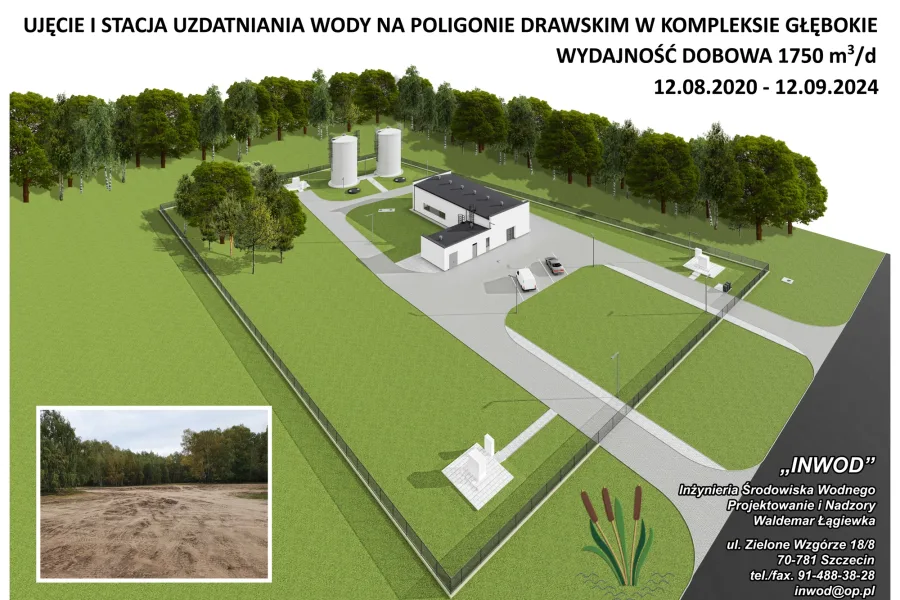 UJĘCIE I STACJA UZDATNIANIA WODY NA POLIGONIE DRAWSKIM W KOMPLEKSIE GŁĘBOKIE
WYDAJNOŚĆ DOBOWA 1750 m³/d
12.08.2020 - 12.09.2024
„INWOD”
Inżynieria Środowiska Wodnego
Projektowanie i Nadzory
Waldemar Łągiewka
ul. Zielone Wzgórze 18/8
70-781 Szczecin
tel./fax. 91-488-38-28
inwod@op.pl